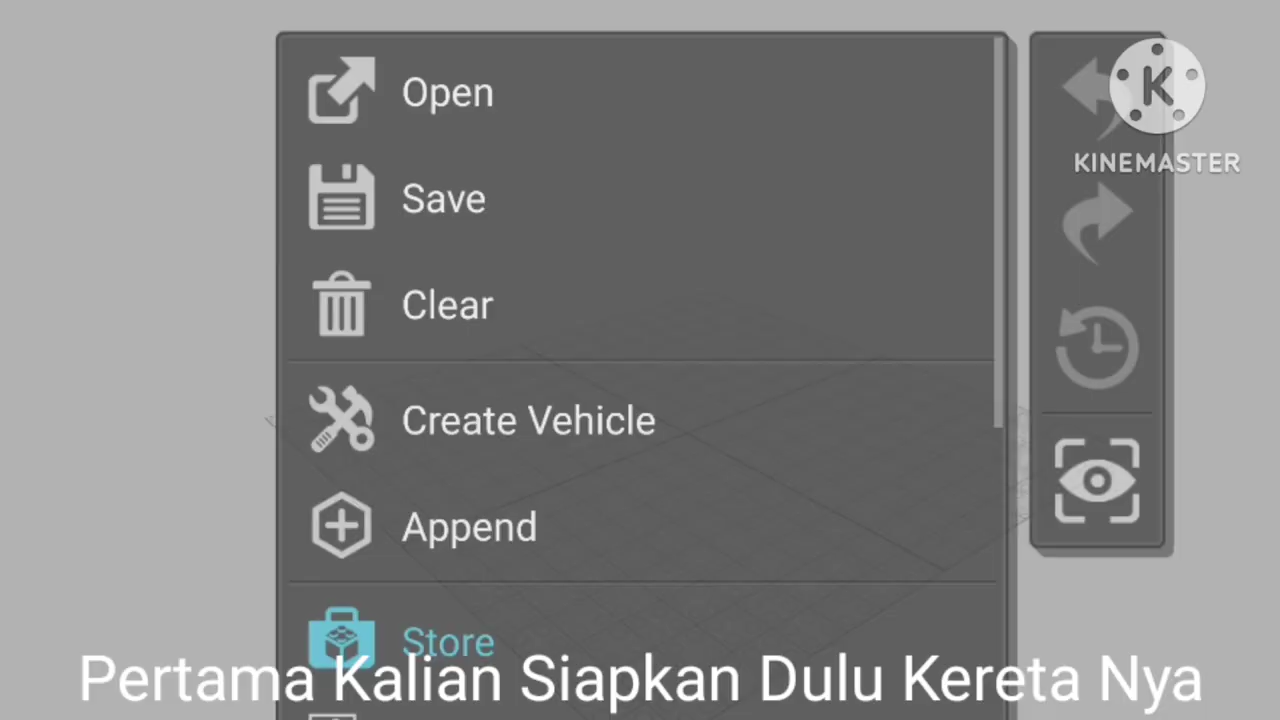 Open
Save
Clear
Create Vehicle
Append
Store
K
KINEMASTER
Pertama Kalian Siapkan Dulu Kereta Nya